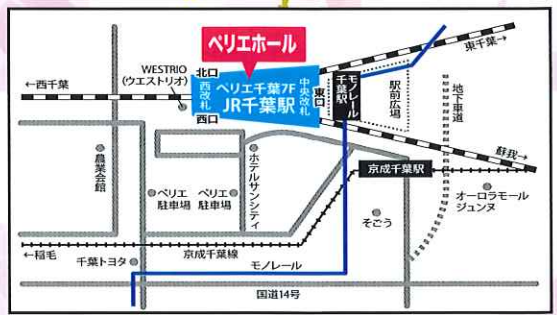 ペリエホール
東千葉→
WESTRIO
(ウエストリオ)
北口
←西千葉
西改札
ペリエ千葉7F
JR千葉駅
中央改札
東口
モノレール
千葉駅
駅前広場
地下車道
西口
蘇我→
農業会館
ペリエ
駐車場
ペリエ
駐車場
ホテルサンシティ
京成千葉駅
そごう
オーロラモール
ジュンヌ
←稲毛
千葉トヨタ
京成千葉線
モノレール
国道14号